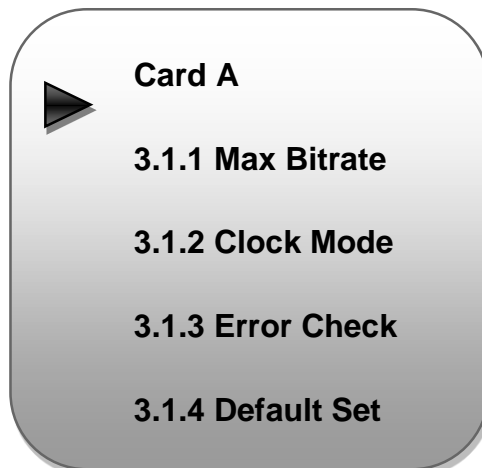 Card A
3.1.1 Max Bitrate
3.1.2 Clock Mode
3.1.3 Error Check
3.1.4 Default Set